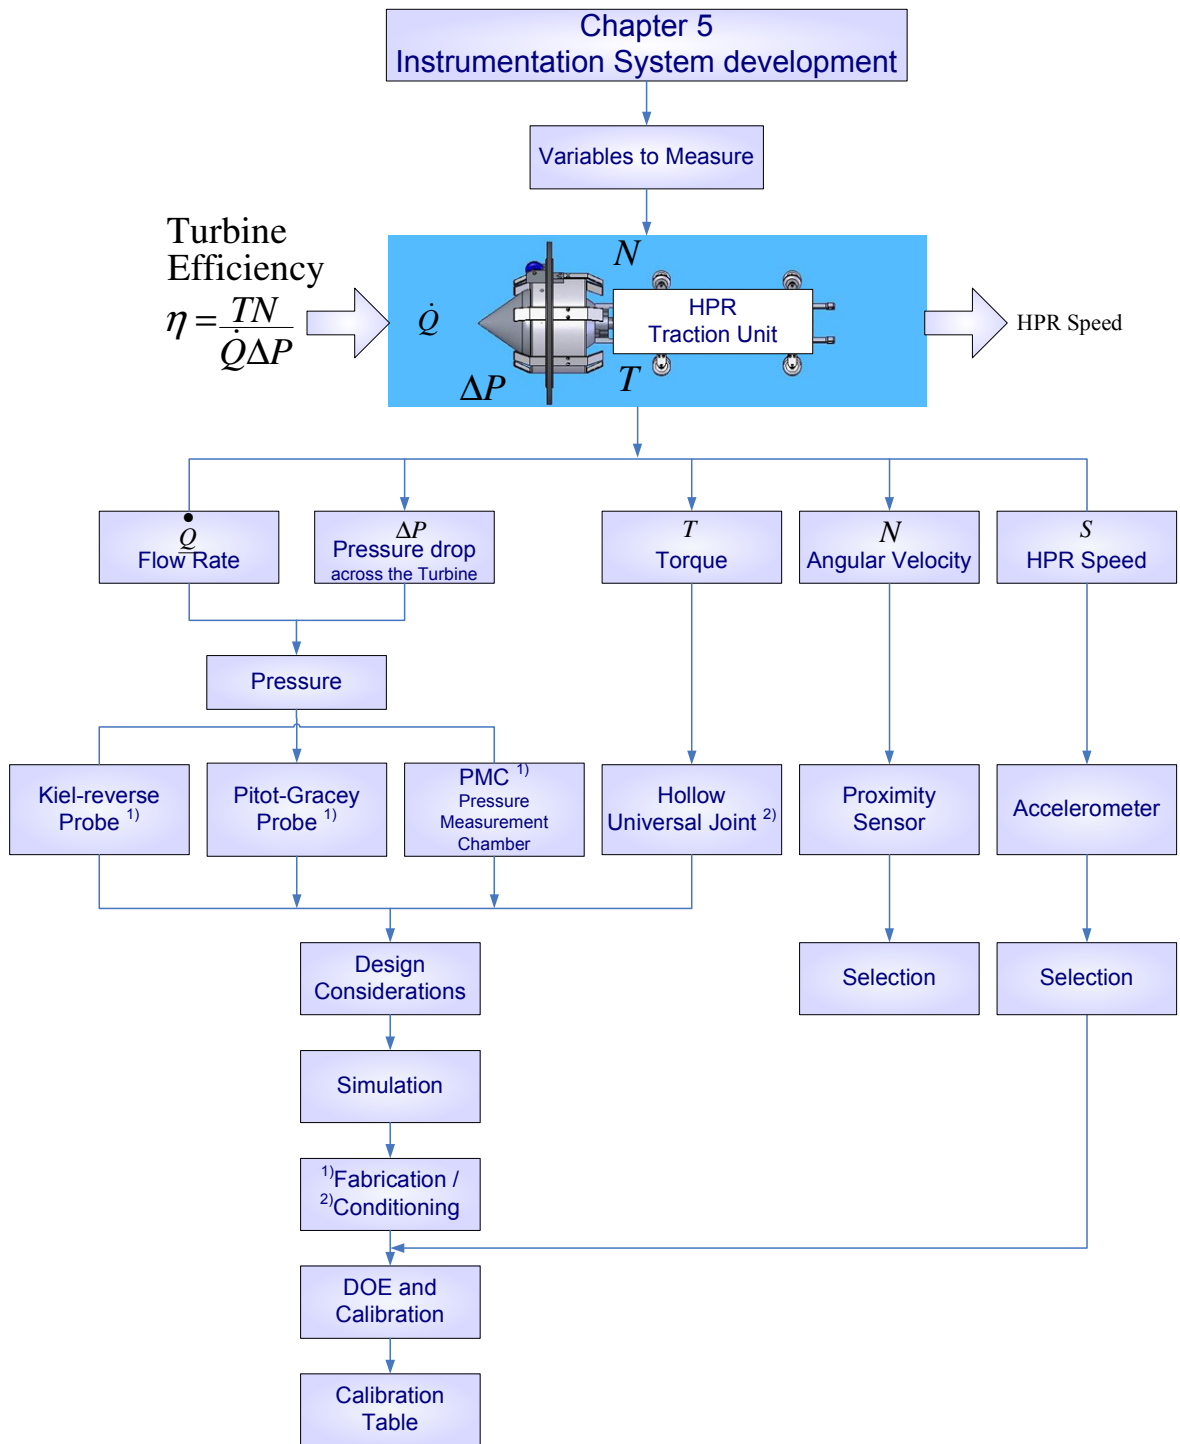 Chapter 5
Instrumentation System development
Variables to Measure
Turbine
Efficiency
η = TN / Q̇ΔP
Q̇
ΔP
N
T
HPR
Traction Unit
HPR Speed
Q̇
Flow Rate
ΔP
Pressure drop
across the Turbine
T
Torque
N
Angular Velocity
S
HPR Speed
Pressure
Kiel-reverse
Probe 1)
Pitot-Gracey
Probe 1)
PMC 1)
Pressure
Measurement
Chamber
Hollow
Universal Joint 2)
Proximity
Sensor
Accelerometer
Design
Considerations
Selection
Selection
Simulation
1)Fabrication /
2)Conditioning
DOE and
Calibration
Calibration
Table